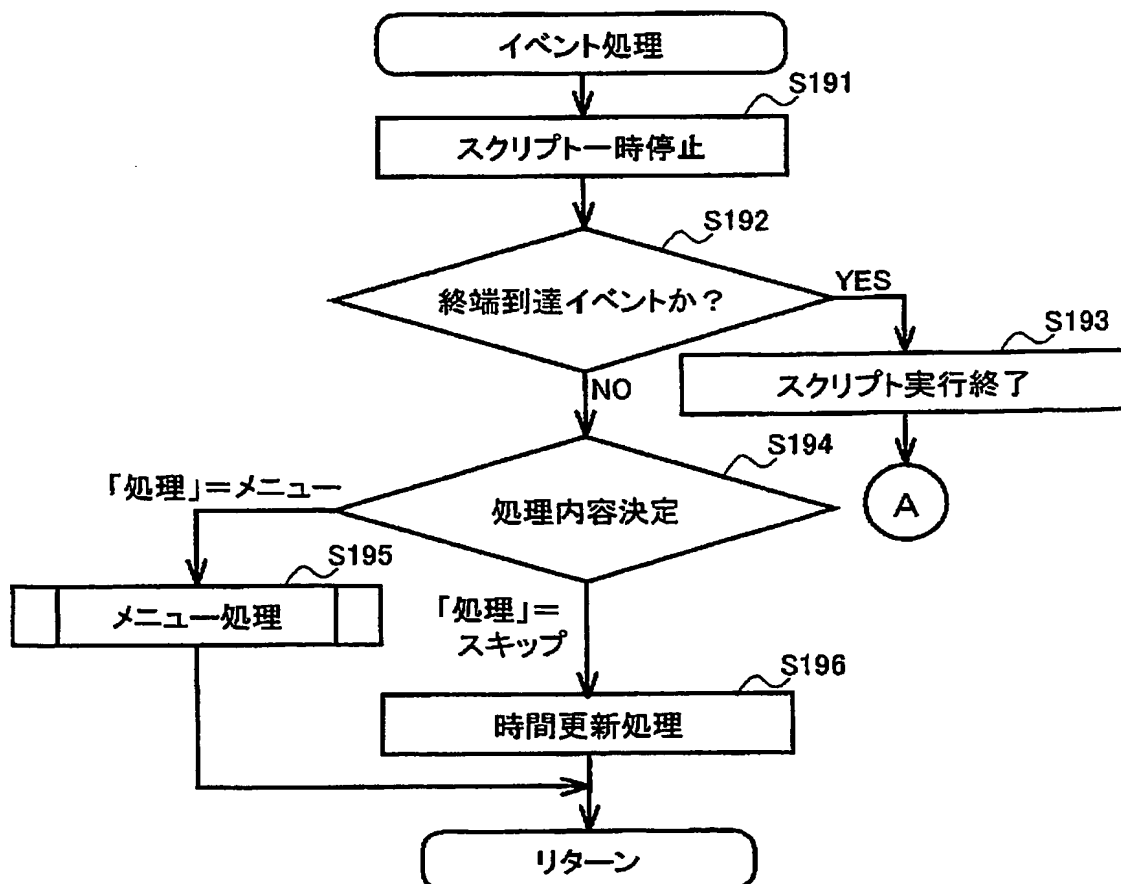 イベント処理
S191
スクリプト一時停止
S192
終端到達イベントか？
YES
S193
スクリプト実行終了
NO
A
S194
「処理」＝メニュー
処理内容決定
S195
メニュー処理
「処理」＝
スキップ
S196
時間更新処理
リターン